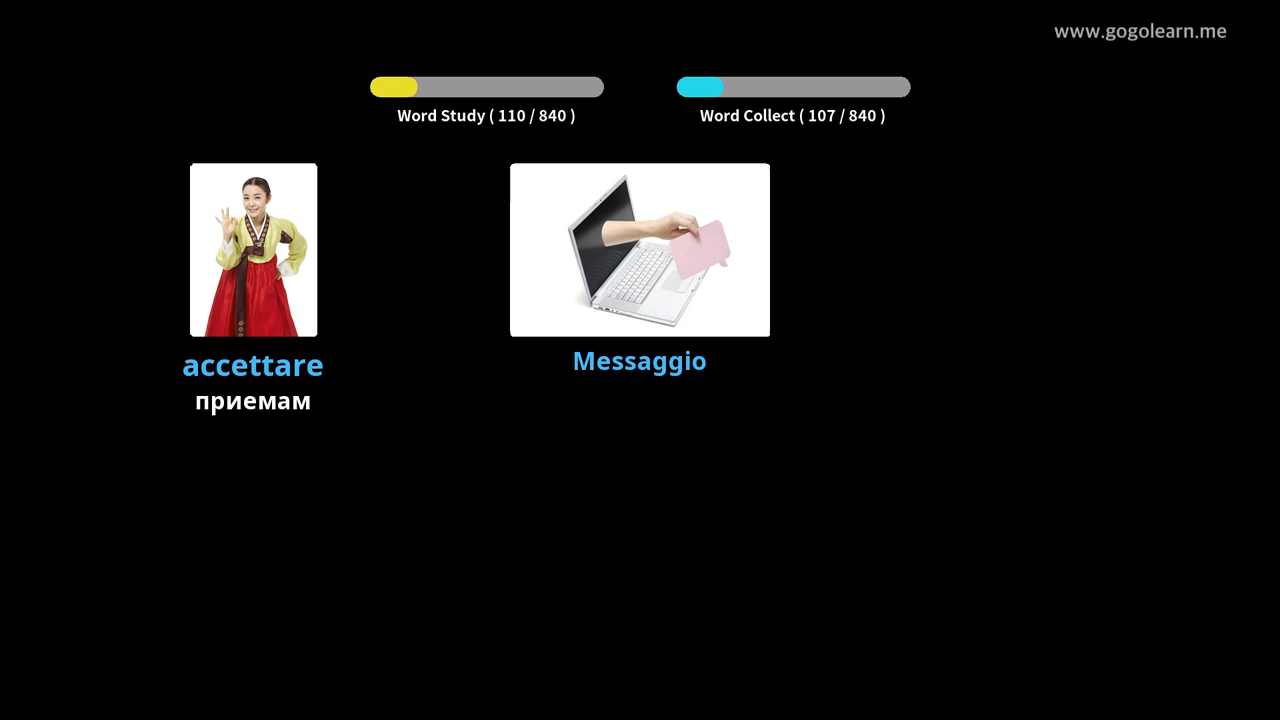 www.gogolearn.me
Word Study ( 110 / 840 )
Word Collect ( 107 / 840 )
accettare
приемам
Messaggio